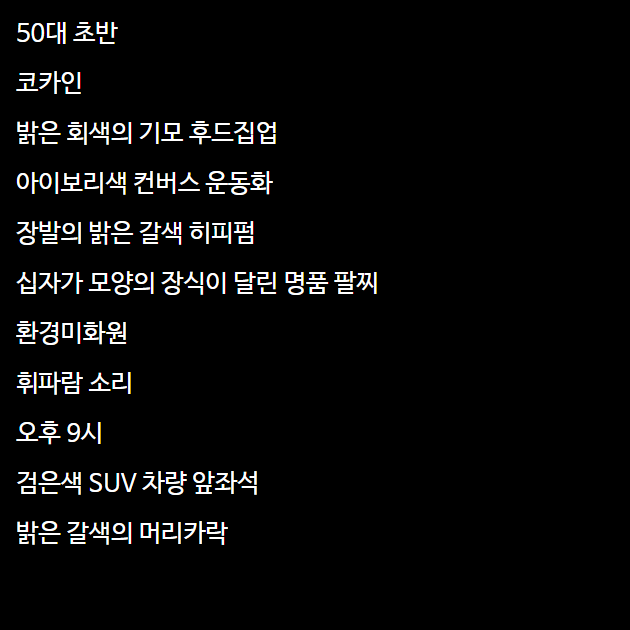 50대 초반
코카인
밝은 회색의 기모 후드집업
아이보리색 컨버스 운동화
장발의 밝은 갈색 히피펌
십자가 모양의 장식이 달린 명품 팔찌
환경미화원
휘파람 소리
오후 9시
검은색 SUV 차량 앞좌석
밝은 갈색의 머리카락